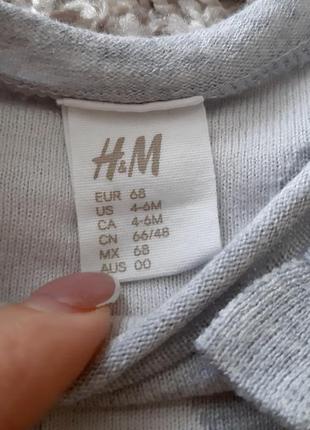 H&M
EUR 68
US 4-6M
CA 4-6M
CN 66/48
MX 68
AUS 00